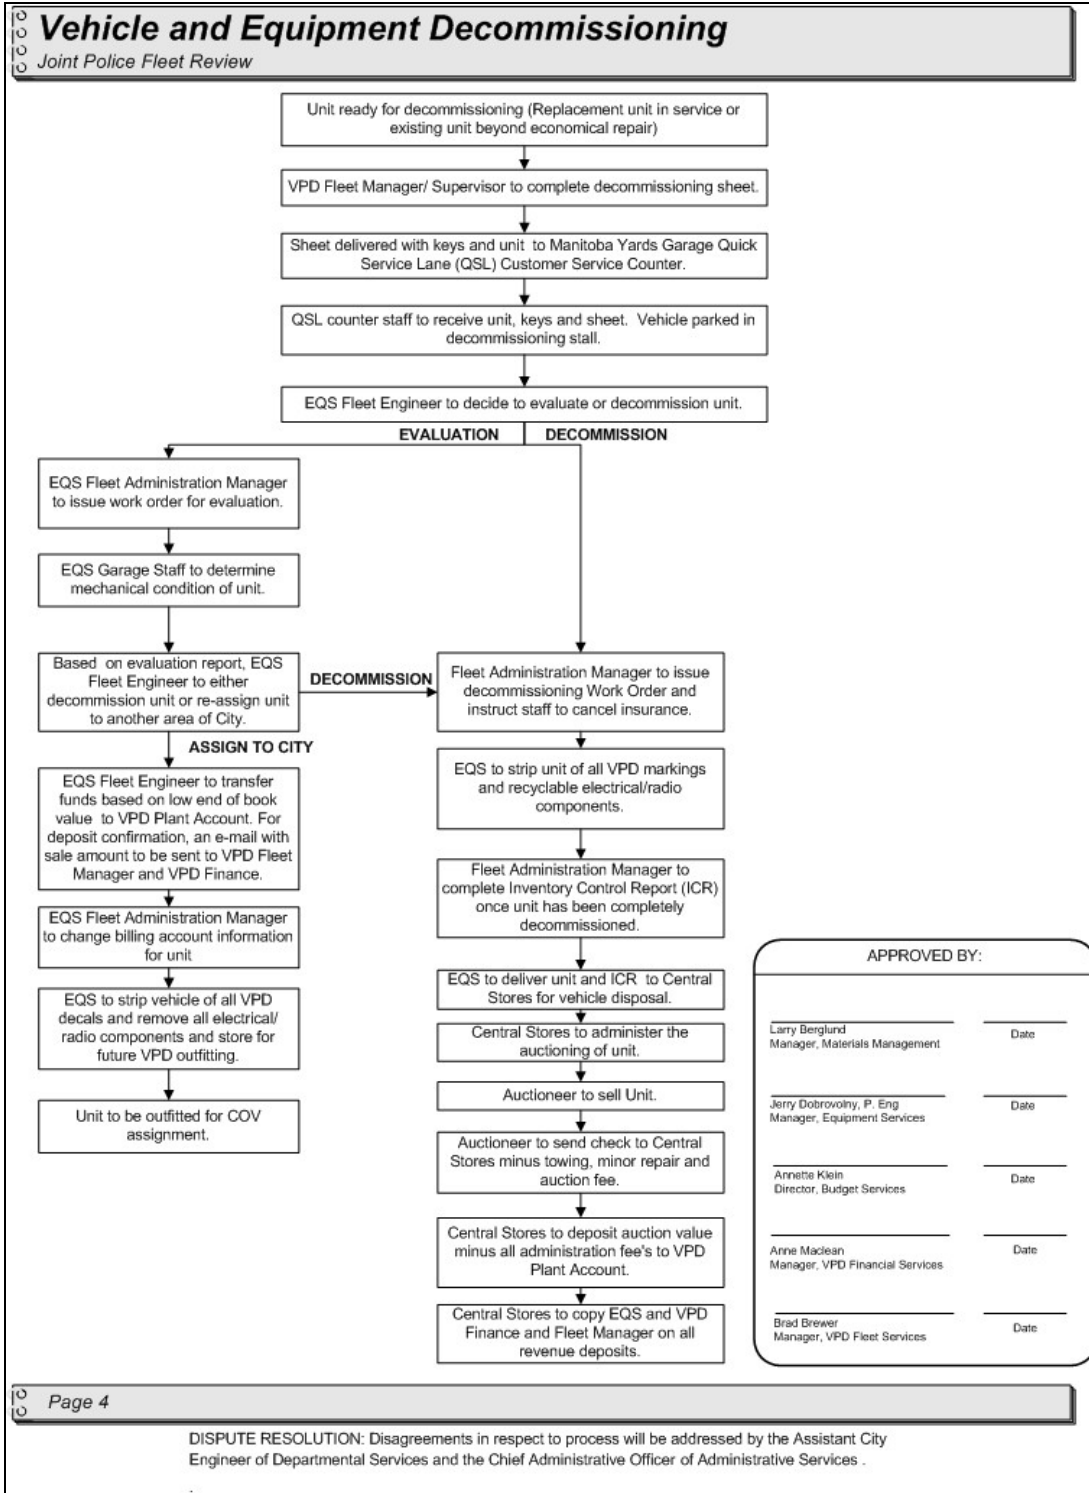 Vehicle and Equipment Decommissioning
Joint Police Fleet Review
Unit ready for decommissioning (Replacement unit in service or
existing unit beyond economical repair)
VPD Fleet Manager/ Supervisor to complete decommissioning sheet.
Sheet delivered with keys and unit to Manitoba Yards Garage Quick
Service Lane (QSL) Customer Service Counter.
QSL counter staff to receive unit, keys and sheet. Vehicle parked in
decommissioning stall.
EQS Fleet Engineer to decide to evaluate or decommission unit.
EVALUATION
DECOMMISSION
EQS Fleet Administration Manager
to issue work order for evaluation.
EQS Garage Staff to determine
mechanical condition of unit.
Based on evaluation report, EQS
Fleet Engineer to either
decommission unit or re-assign unit
to another area of City.
DECOMMISSION
ASSIGN TO CITY
EQS Fleet Engineer to transfer
funds based on low end of book
value to VPD Plant Account. For
deposit confirmation, an e-mail with
sale amount to be sent to VPD Fleet
Manager and VPD Finance.
EQS Fleet Administration Manager
to change billing account information
for unit
EQS to strip vehicle of all VPD
decals and remove all electrical/
radio components and store for
future VPD outfitting.
Unit to be outfitted for COV
assignment.
Fleet Administration Manager to issue
decommissioning Work Order and
instruct staff to cancel insurance.
EQS to strip unit of all VPD markings
and recyclable electrical/radio
components.
Fleet Administration Manager to
complete Inventory Control Report (ICR)
once unit has been completely
decommissioned.
EQS to deliver unit and ICR to Central
Stores for vehicle disposal.
Central Stores to administer the
auctioning of unit.
Auctioneer to sell Unit.
Auctioneer to send check to Central
Stores minus towing, minor repair and
auction fee.
Central Stores to deposit auction value
minus all administration fee's to VPD
Plant Account.
Central Stores to copy EQS and VPD
Finance and Fleet Manager on all
revenue deposits.
APPROVED BY:
Larry Berglund
Manager, Materials Management
Date
Jerry Dobrovolny, P. Eng
Manager, Equipment Services
Date
Annette Klein
Director, Budget Services
Date
Anne Maclean
Manager, VPD Financial Services
Date
Brad Brewer
Manager, VPD Fleet Services
Date
Page 4
DISPUTE RESOLUTION: Disagreements in respect to process will be addressed by the Assistant City
Engineer of Departmental Services and the Chief Administrative Officer of Administrative Services .
.